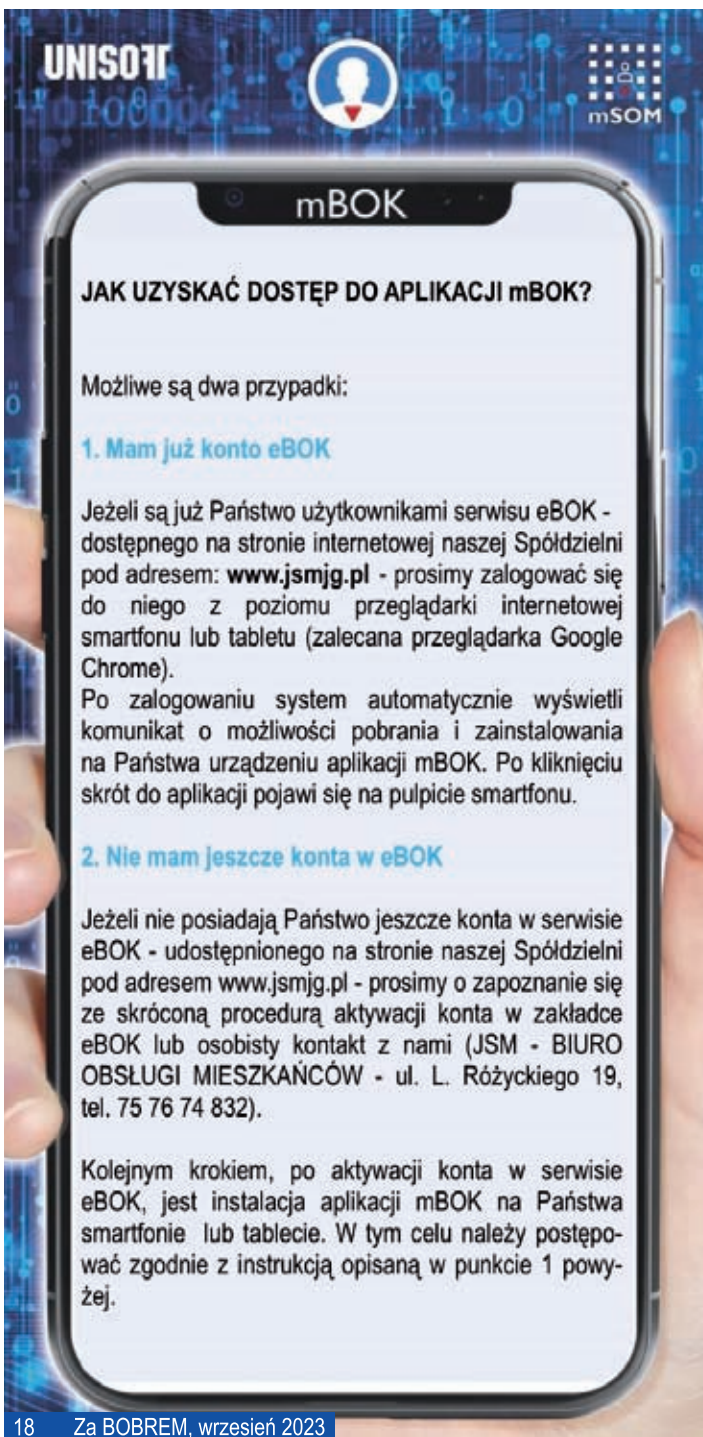 UNISOFT
mSOM
mBOK
JAK UZYSKAĆ DOSTĘP DO APLIKACJI mBOK?
Możliwe są dwa przypadki:
1. Mam już konto eBOK
Jeżeli są już Państwo użytkownikami serwisu eBOK -
dostępnego na stronie internetowej naszej Spółdzielni
pod adresem: www.jsmjg.pl - prosimy zalogować się
do niego z poziomu przeglądarki internetowej
smartfonu lub tabletu (zalecana przeglądarka Google
Chrome).
Po zalogowaniu system automatycznie wyświetli
komunikat o możliwości pobrania i zainstalowania
na Państwa urządzeniu aplikacji mBOK. Po kliknięciu
skrót do aplikacji pojawi się na pulpicie smartfonu.
2. Nie mam jeszcze konta w eBOK
Jeżeli nie posiadają Państwo jeszcze konta w serwisie
eBOK - udostępnionego na stronie naszej Spółdzielni
pod adresem www.jsmjg.pl - prosimy o zapoznanie się
ze skróconą procedurą aktywacji konta w zakładce
eBOK lub osobisty kontakt z nami (JSM - BIURO
OBSŁUGI MIESZKAŃCÓW - ul. L. Różyckiego 19,
tel. 75 76 74 832).
Kolejnym krokiem, po aktywacji konta w serwisie
eBOK, jest instalacja aplikacji mBOK na Państwa
smartfonie lub tablecie. W tym celu należy postępo-
wać zgodnie z instrukcją opisaną w punkcie 1 powy-
żej.
18 Za BOBREM, wrzesień 2023